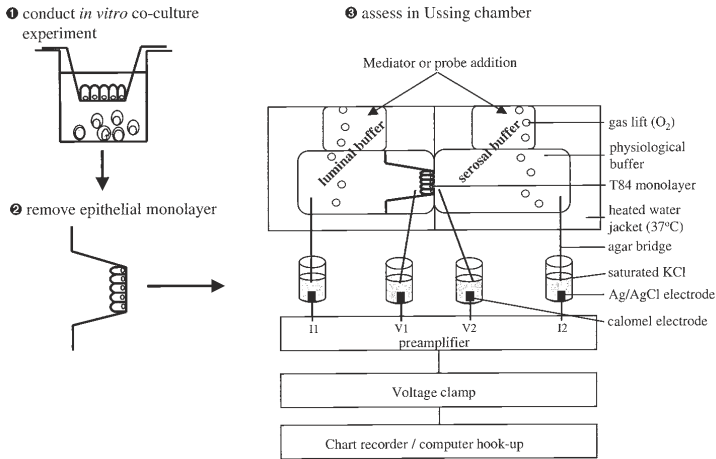 ❶ conduct in vitro co-culture
experiment
❷ remove epithelial monolayer
❸ assess in Ussing chamber
Mediator or probe addition
luminal buffer
serosal buffer
gas lift (O₂)
physiological
buffer
T84 monolayer
heated water
jacket (37°C)
agar bridge
saturated KCl
Ag/AgCl electrode
calomel electrode
I1 V1 V2 I2
preamplifier
Voltage clamp
Chart recorder / computer hook-up